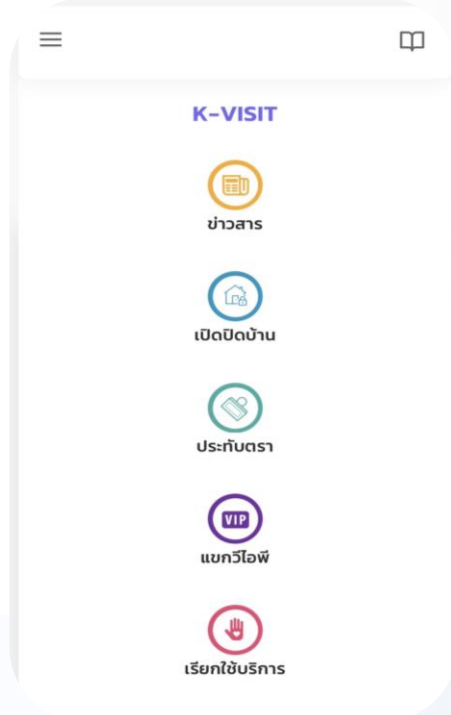 K-VISIT
ข่าวสาร
เปิดปิดบ้าน
ประทับตรา
VIP
แขกวีไอพี
เรียกใช้บริการ